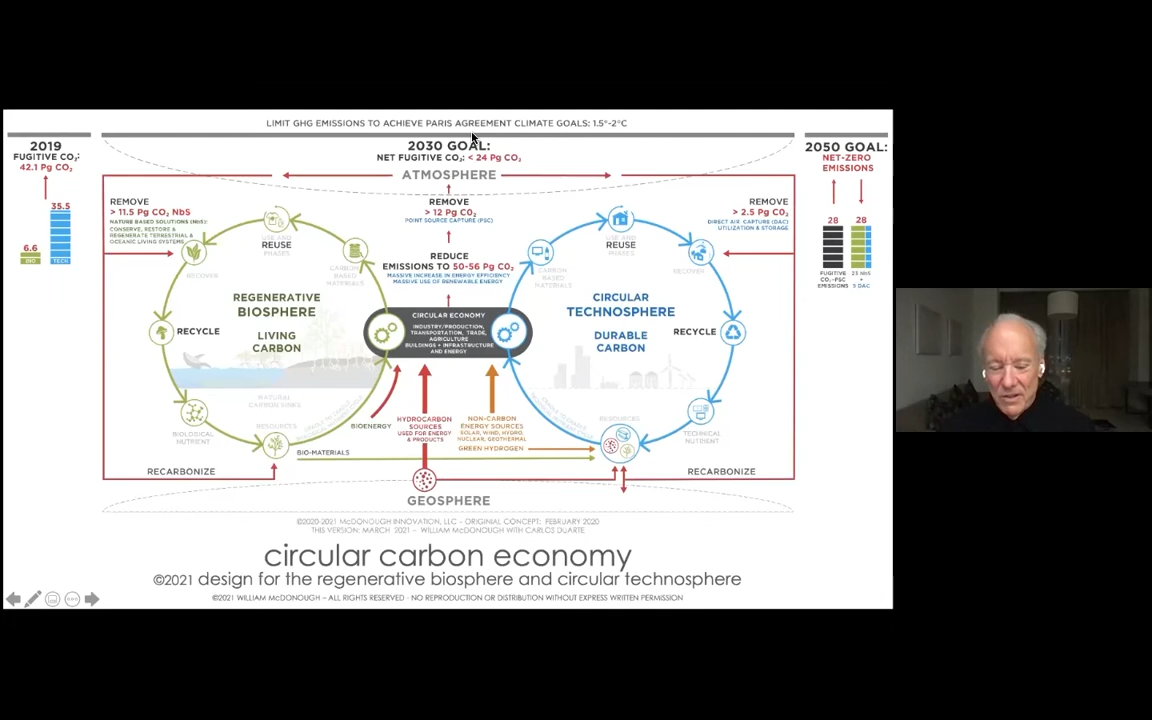 LIMIT GHG EMISSIONS TO ACHIEVE PARIS AGREEMENT CLIMATE GOALS: 1.5°-2°C
2019
FUGITIVE CO₂:
42.1 Pg CO₂
35.5
6.6
BIO
TECH
2030 GOAL:
NET FUGITIVE CO₂: < 24 Pg CO₂
ATMOSPHERE
2050 GOAL:
NET-ZERO
EMISSIONS
28
28
FUGITIVE
CO₂-PSC
EMISSIONS
23 NbS
+
5 DAC
REMOVE
> 11.5 Pg CO₂ NbS
NATURE BASED SOLUTIONS (NbS):
CONSERVE, RESTORE &
REGENERATE TERRESTRIAL &
OCEANIC LIVING SYSTEMS
REMOVE
> 12 Pg CO₂
POINT SOURCE CAPTURE (PSC)
REDUCE
EMISSIONS TO 50-56 Pg CO₂
MASSIVE INCREASE IN ENERGY EFFICIENCY
MASSIVE USE OF RENEWABLE ENERGY
REMOVE
> 2.5 Pg CO₂
DIRECT AIR CAPTURE (DAC)
UTILIZATION & STORAGE
USE AND
PHASES
REUSE
RECOVER
CARBON
BASED
MATERIALS
REGENERATIVE
BIOSPHERE
LIVING
CARBON
RECYCLE
NATURAL
CARBON SINKS
BIOLOGICAL
NUTRIENT
RESOURCES
CIRCULAR ECONOMY
INDUSTRY/PRODUCTION,
TRANSPORTATION, TRADE,
AGRICULTURE
BUILDINGS + INFRASTRUCTURE
AND ENERGY
USE AND
PHASES
REUSE
RECOVER
CARBON
BASED
MATERIALS
CIRCULAR
TECHNOSPHERE
DURABLE
CARBON
RECYCLE
TECHNICAL
NUTRIENT
RESOURCES
BIOENERGY
HYDROCARBON
SOURCES
USED FOR ENERGY
& PRODUCTS
NON-CARBON
ENERGY SOURCES
SOLAR, WIND, HYDRO,
NUCLEAR, GEOTHERMAL
GREEN HYDROGEN
BIO-MATERIALS
RECARBONIZE
RECARBONIZE
GEOSPHERE
©2020-2021 McDONOUGH INNOVATION, LLC – ORIGINAL CONCEPT: FEBRUARY 2020
THIS VERSION: MARCH 2021 – WILLIAM McDONOUGH WITH CARLOS DUARTE
circular carbon economy
©2021 design for the regenerative biosphere and circular technosphere
©2021 WILLIAM McDONOUGH – ALL RIGHTS RESERVED · NO REPRODUCTION OR DISTRIBUTION WITHOUT EXPRESS WRITTEN PERMISSION